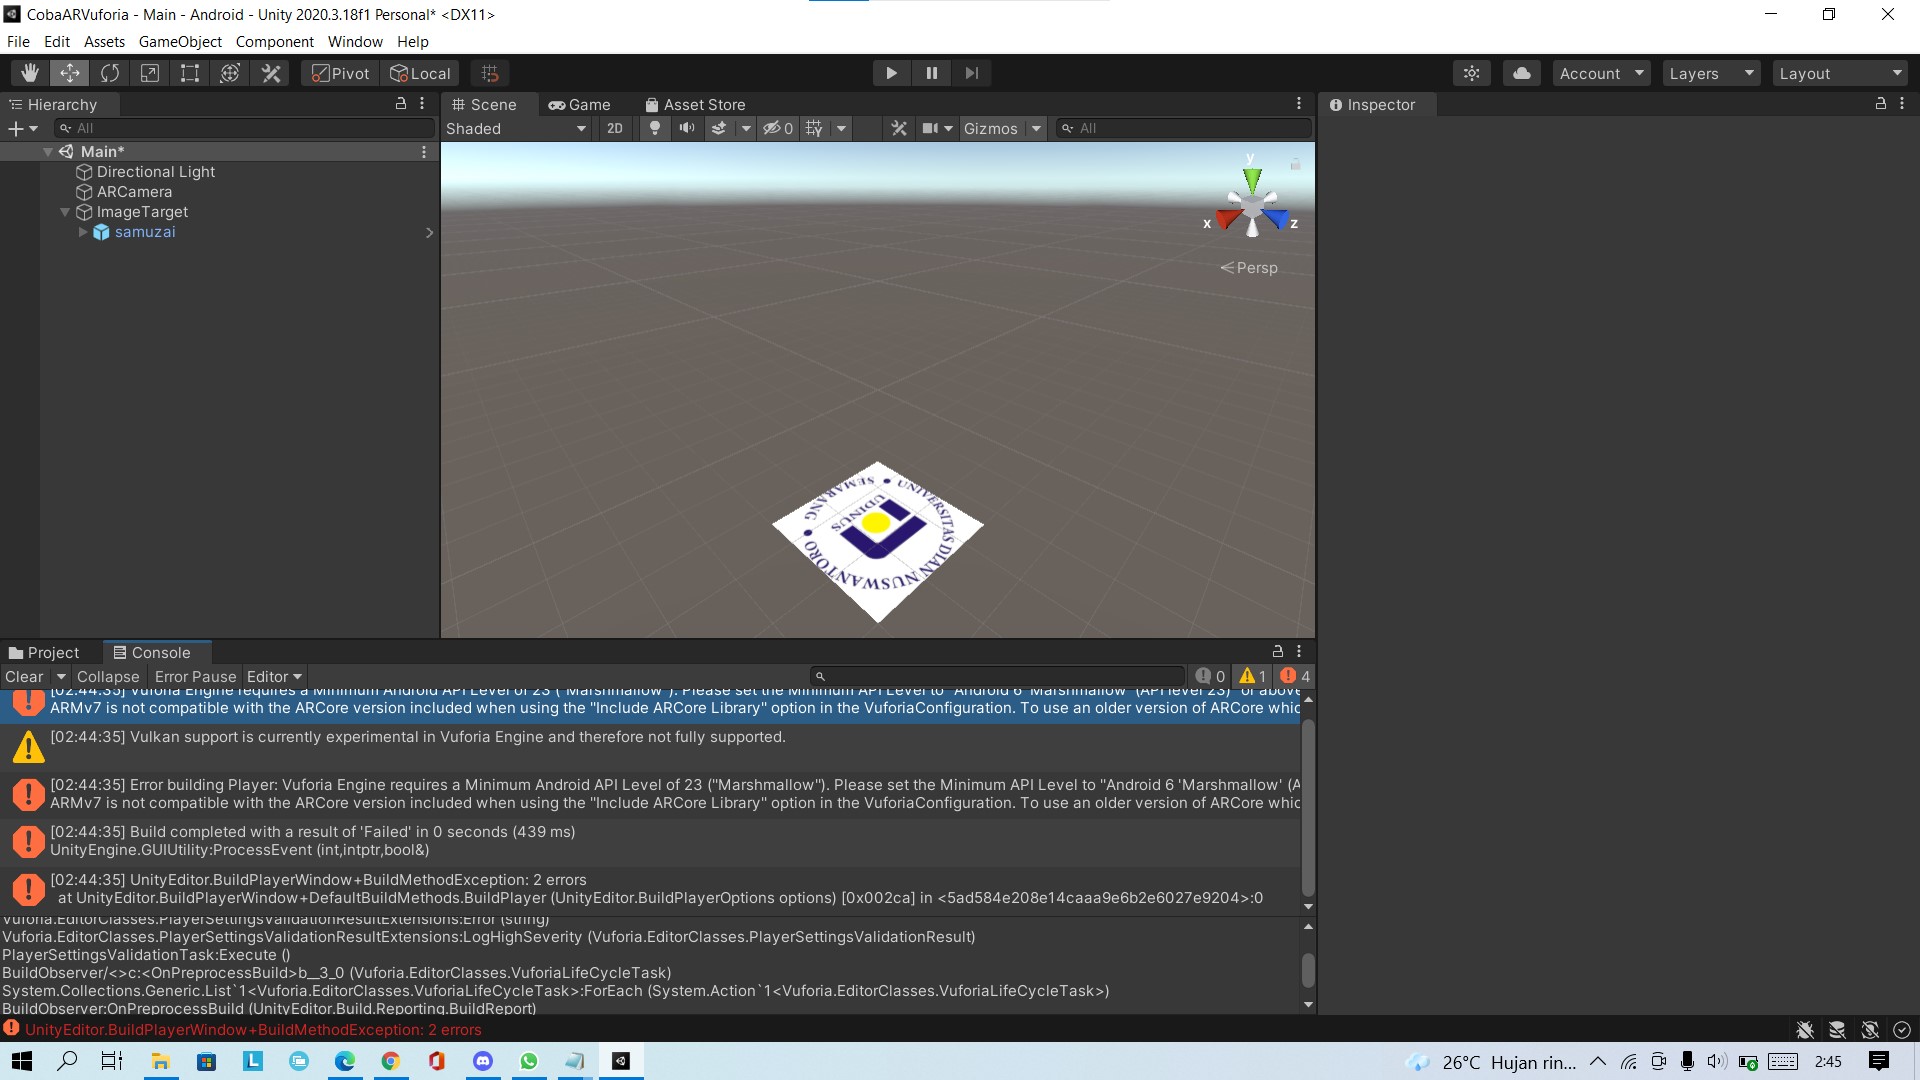 CobaARVuforia - Main - Android - Unity 2020.3.18f1 Personal* <DX11>
File Edit Assets GameObject Component Window Help
Pivot Local Account Layers Layout
Hierarchy
All
Main*
Directional Light
ARCamera
ImageTarget
samuzai
Scene Game Asset Store
Shaded 2D 0 Gizmos All
y
x z
Persp
UNIVERSITAS DIAN NUSWANTORO
SEMARANG
UDINUS
Inspector
Project Console
Clear Collapse Error Pause Editor 0 1 4
[02:44:35] Vuforia Engine requires a Minimum Android API Level of 23 ("Marshmallow"). Please set the Minimum API Level to "Android 6 'Marshmallow' (API level 23)" or above
ARMv7 is not compatible with the ARCore version included when using the "Include ARCore Library" option in the VuforiaConfiguration. To use an older version of ARCore whic
[02:44:35] Vulkan support is currently experimental in Vuforia Engine and therefore not fully supported.
[02:44:35] Error building Player: Vuforia Engine requires a Minimum Android API Level of 23 ("Marshmallow"). Please set the Minimum API Level to "Android 6 'Marshmallow' (A
ARMv7 is not compatible with the ARCore version included when using the "Include ARCore Library" option in the VuforiaConfiguration. To use an older version of ARCore whic
[02:44:35] Build completed with a result of 'Failed' in 0 seconds (439 ms)
UnityEngine.GUIUtility:ProcessEvent (int,intptr,bool&)
[02:44:35] UnityEditor.BuildPlayerWindow+BuildMethodException: 2 errors
at UnityEditor.BuildPlayerWindow+DefaultBuildMethods.BuildPlayer (UnityEditor.BuildPlayerOptions options) [0x002ca] in <5ad584e208e14caaa9e6b2e6027e9204>:0
Vuforia.EditorClasses.PlayerSettingsValidationResultExtensions:Error (string)
Vuforia.EditorClasses.PlayerSettingsValidationResultExtensions:LogHighSeverity (Vuforia.EditorClasses.PlayerSettingsValidationResult)
PlayerSettingsValidationTask:Execute ()
BuildObserver/<>c:<OnPreprocessBuild>b__3_0 (Vuforia.EditorClasses.VuforiaLifeCycleTask)
System.Collections.Generic.List`1<Vuforia.EditorClasses.VuforiaLifeCycleTask>:ForEach (System.Action`1<Vuforia.EditorClasses.VuforiaLifeCycleTask>)
BuildObserver:OnPreprocessBuild (UnityEditor.Build.Reporting.BuildReport)
UnityEditor.BuildPlayerWindow+BuildMethodException: 2 errors
26°C Hujan rin... 2:45